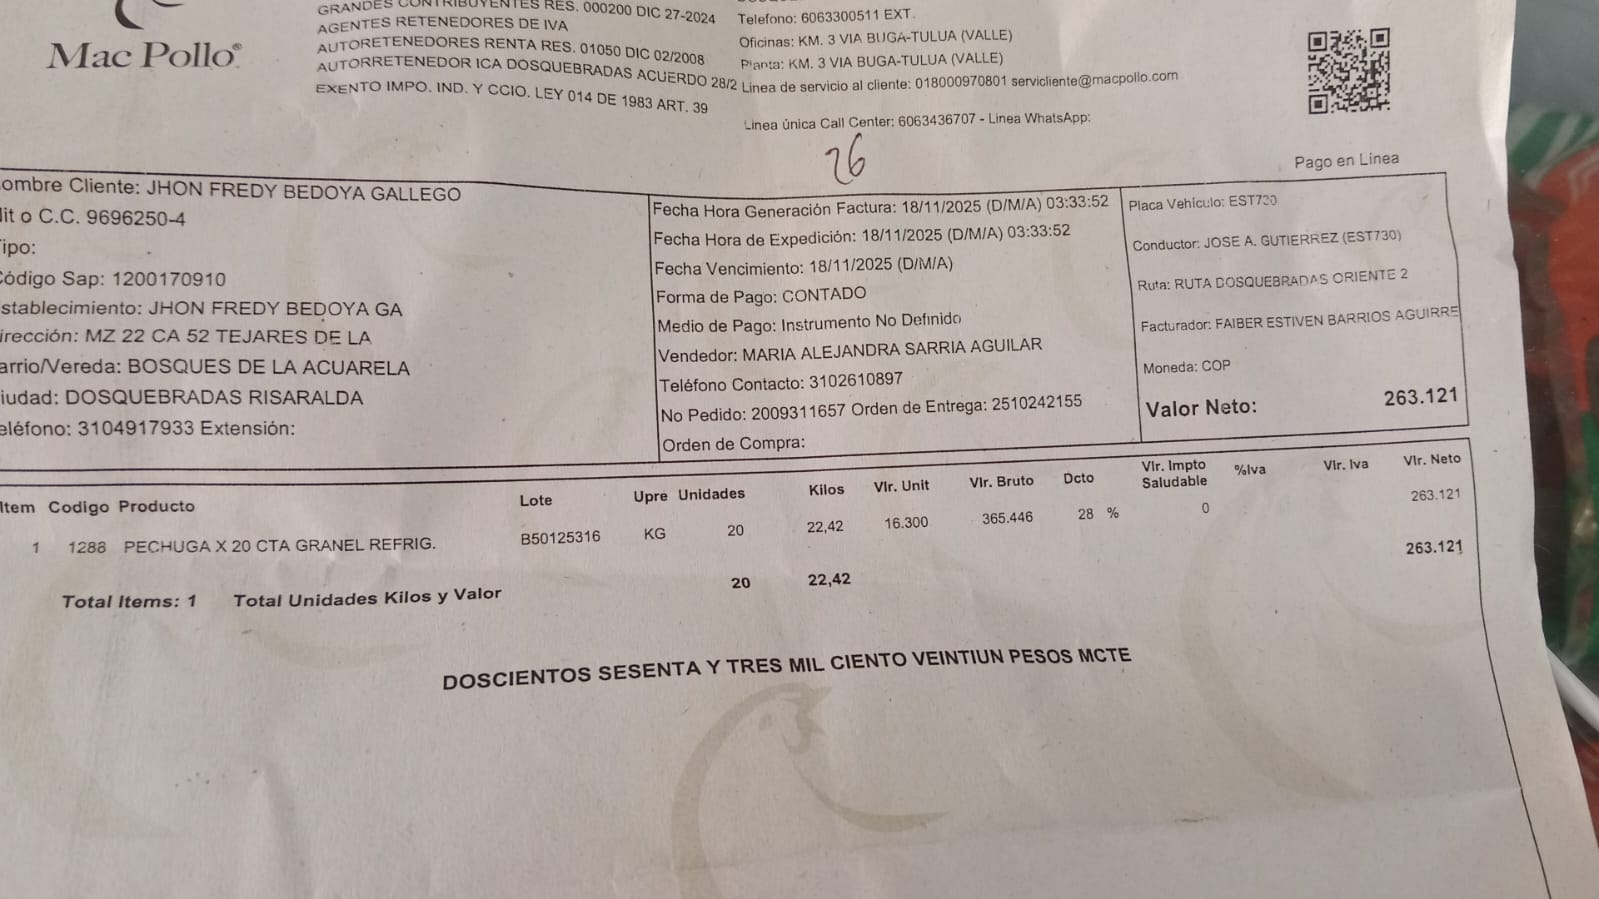 Mac Pollo®
GRANDES CONTRIBUYENTES RES. 000200 DIC 27-2024
AGENTES RETENEDORES DE IVA
AUTORETENEDORES RENTA RES. 01050 DIC 02/2008
AUTORRETENEDOR ICA DOSQUEBRADAS ACUERDO 28/2
EXENTO IMPO. IND. Y CCIO. LEY 014 DE 1983 ART. 39
Telefono: 6063300511 EXT.
Oficinas: KM. 3 VIA BUGA-TULUA (VALLE)
Planta: KM. 3 VIA BUGA-TULUA (VALLE)
Linea de servicio al cliente: 018000970801 servicliente@macpollo.com
Linea única Call Center: 6063436707 - Linea WhatsApp:
26
Pago en Línea
ombre Cliente: JHON FREDY BEDOYA GALLEGO
lit o C.C. 9696250-4
ipo:
ódigo Sap: 1200170910
stablecimiento: JHON FREDY BEDOYA GA
irección: MZ 22 CA 52 TEJARES DE LA
arrio/Vereda: BOSQUES DE LA ACUARELA
iudad: DOSQUEBRADAS RISARALDA
eléfono: 3104917933 Extensión:
Fecha Hora Generación Factura: 18/11/2025 (D/M/A) 03:33:52
Fecha Hora de Expedición: 18/11/2025 (D/M/A) 03:33:52
Fecha Vencimiento: 18/11/2025 (D/M/A)
Forma de Pago: CONTADO
Medio de Pago: Instrumento No Definido
Vendedor: MARIA ALEJANDRA SARRIA AGUILAR
Teléfono Contacto: 3102610897
No Pedido: 2009311657 Orden de Entrega: 2510242155
Orden de Compra:
Placa Vehículo: EST730
Conductor: JOSE A. GUTIERREZ (EST730)
Ruta: RUTA DOSQUEBRADAS ORIENTE 2
Facturador: FAIBER ESTIVEN BARRIOS AGUIRRE
Moneda: COP
Valor Neto: 263.121
Item Codigo Producto Lote Upre Unidades Kilos Vlr. Unit Vlr. Bruto Dcto Vlr. Impto Saludable %Iva Vlr. Iva Vlr. Neto
1 1288 PECHUGA X 20 CTA GRANEL REFRIG. B50125316 KG 20 22,42 16.300 365.446 28 % 0 263.121
Total Items: 1 Total Unidades Kilos y Valor 20 22,42 263.121
DOSCIENTOS SESENTA Y TRES MIL CIENTO VEINTIUN PESOS MCTE